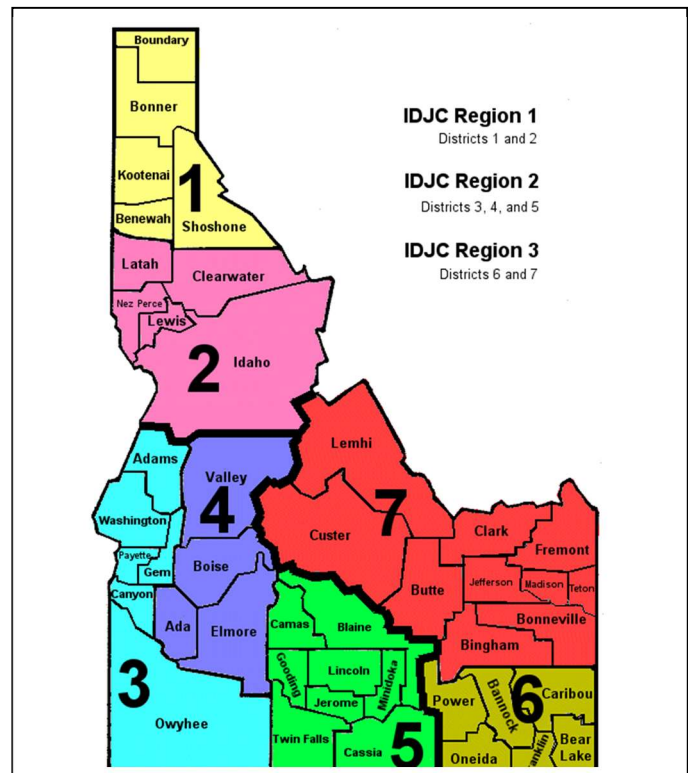 Boundary
Bonner
IDJC Region 1
Districts 1 and 2
Kootenai
1
IDJC Region 2
Districts 3, 4, and 5
Benewah
Shoshone
IDJC Region 3
Districts 6 and 7
Latah
Clearwater
Nez Perce
Lewis
Idaho
2
Lemhi
Adams
Valley
7
4
Washington
Custer
Clark
Fremont
Payette
Gem
Boise
Butte
Jefferson
Madison
Teton
Canyon
Ada
Elmore
Camas
Blaine
Bonneville
Bingham
Gooding
Lincoln
Minidoka
3
Jerome
Power
Bannock
6
Caribou
Owyhee
Twin Falls
Cassia
5
Oneida
anklin
Bear
Lake